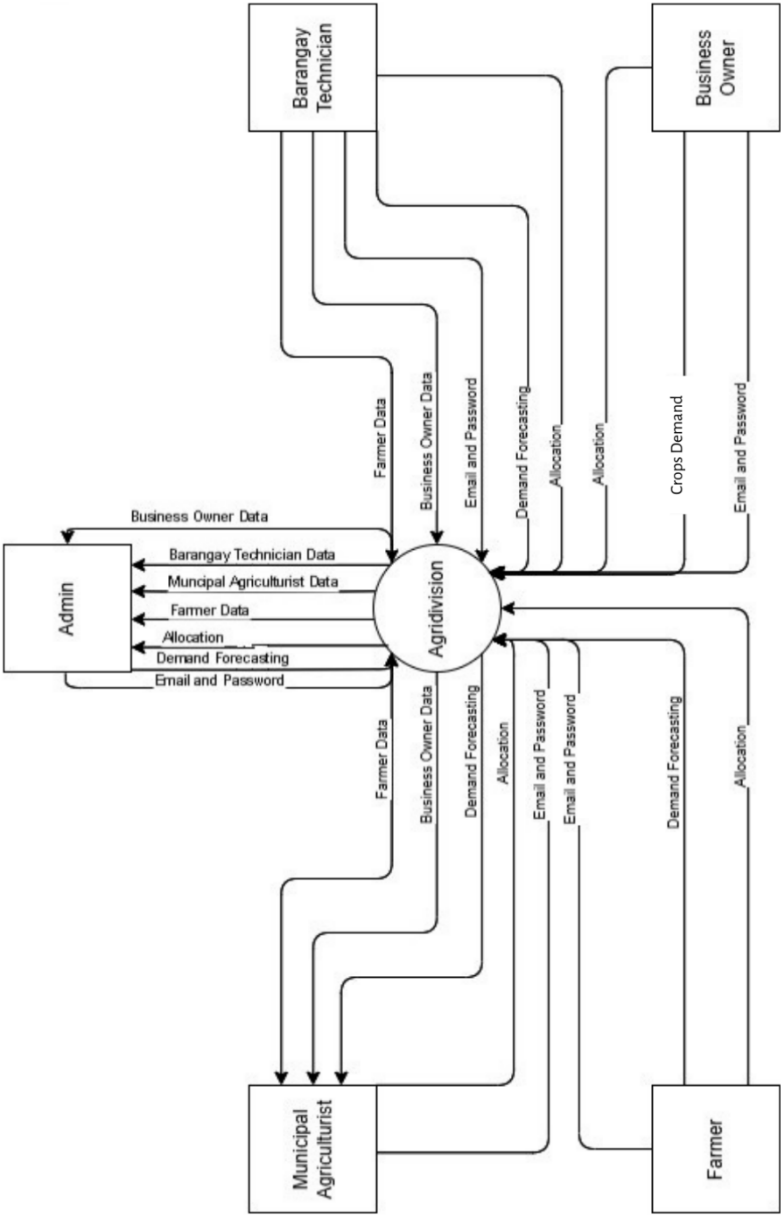 Barangay
Technician
Business
Owner
Farmer Data
Business Owner Data
Email and Password
Demand Forecasting
Allocation
Allocation
Crops Demand
Email and Password
Admin
Business Owner Data
Barangay Technician Data
Muncipal Agriculturist Data
Farmer Data
Allocation
Demand Forecasting
Email and Password
Agridivision
Farmer Data
Business Owner Data
Demand Forecasting
Allocation
Email and Password
Email and Password
Demand Forecasting
Allocation
Municipal
Agriculturist
Farmer